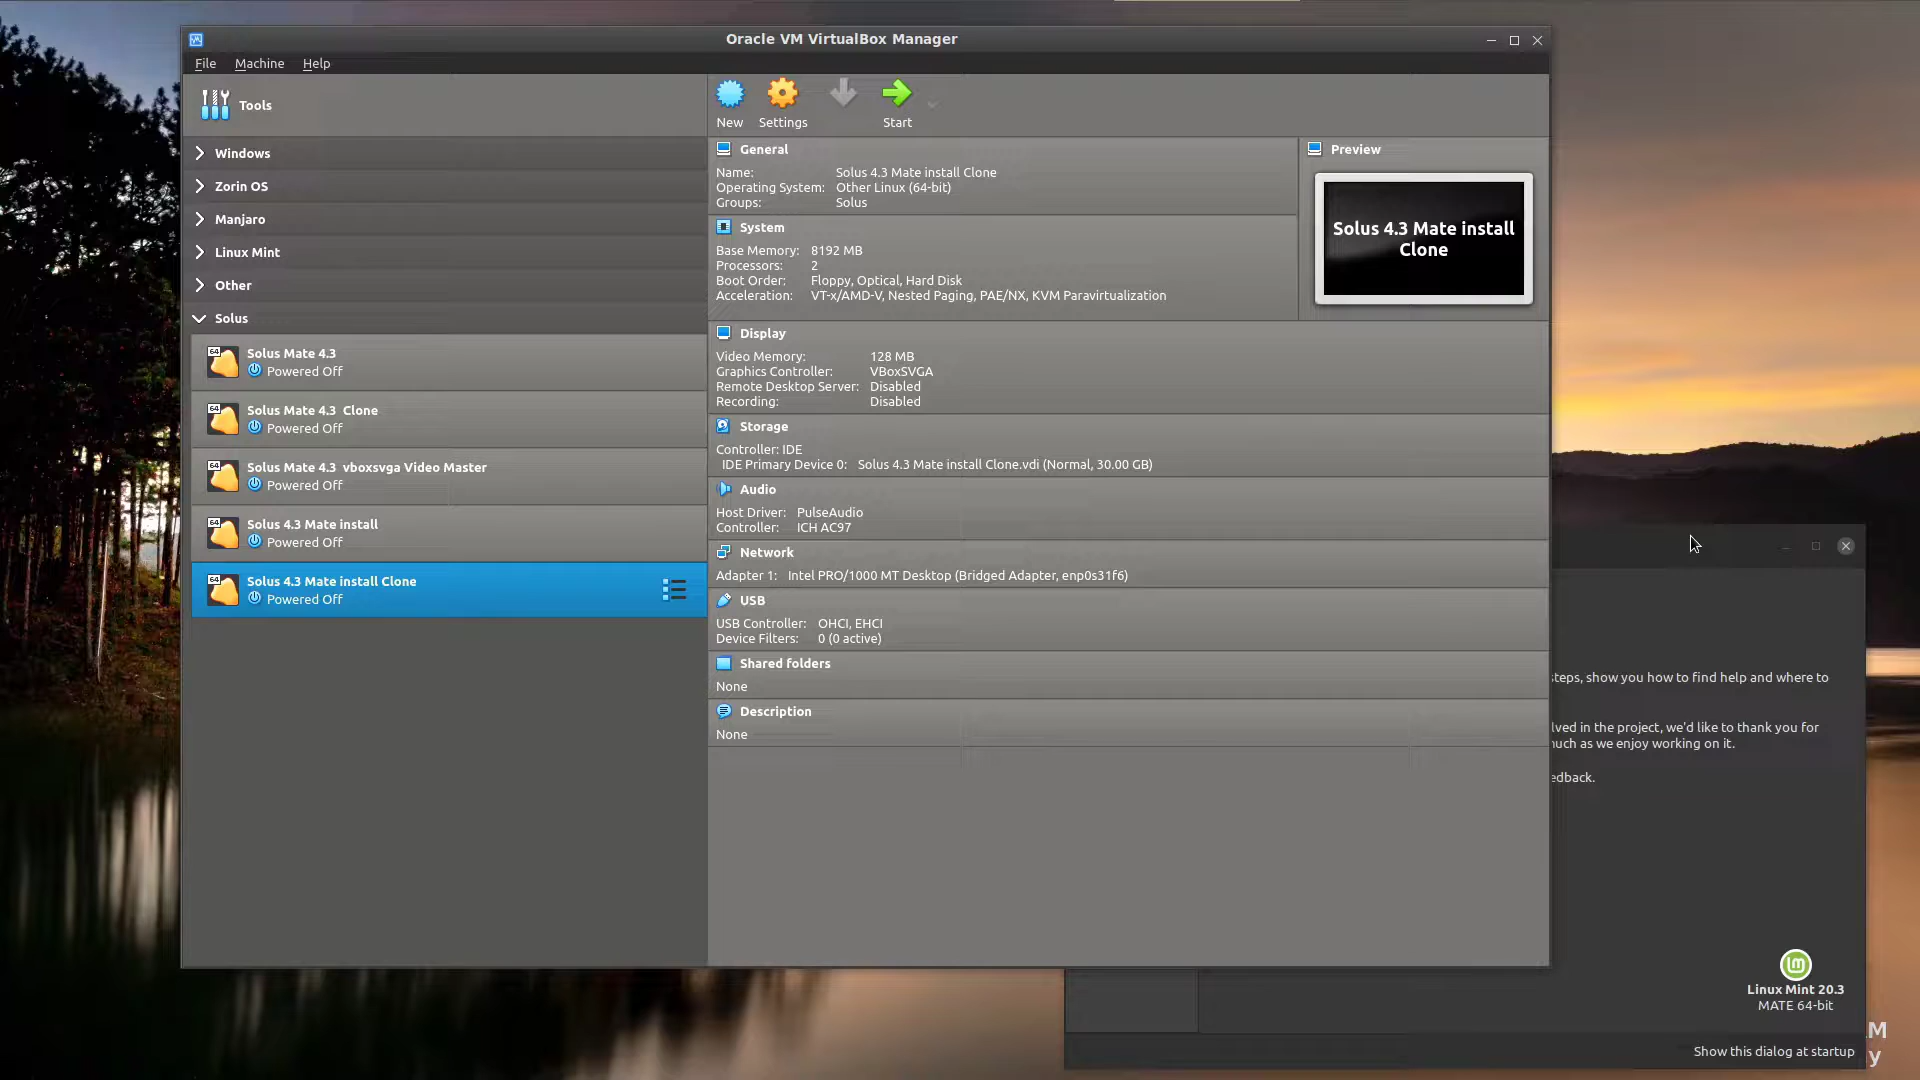 Oracle VM VirtualBox Manager
File Machine Help
Tools
Windows
Zorin OS
Manjaro
Linux Mint
Other
Solus
64
Solus Mate 4.3
Powered Off
64
Solus Mate 4.3 Clone
Powered Off
64
Solus Mate 4.3 vboxsvga Video Master
Powered Off
64
Solus 4.3 Mate install
Powered Off
64
Solus 4.3 Mate install Clone
Powered Off
New Settings Start
General
Name: Solus 4.3 Mate install Clone
Operating System: Other Linux (64-bit)
Groups: Solus
System
Base Memory: 8192 MB
Processors: 2
Boot Order: Floppy, Optical, Hard Disk
Acceleration: VT-x/AMD-V, Nested Paging, PAE/NX, KVM Paravirtualization
Preview
Solus 4.3 Mate install
Clone
Display
Video Memory: 128 MB
Graphics Controller: VBoxSVGA
Remote Desktop Server: Disabled
Recording: Disabled
Storage
Controller: IDE
IDE Primary Device 0: Solus 4.3 Mate install Clone.vdi (Normal, 30.00 GB)
Audio
Host Driver: PulseAudio
Controller: ICH AC97
Network
Adapter 1: Intel PRO/1000 MT Desktop (Bridged Adapter, enp0s31f6)
USB
USB Controller: OHCI, EHCI
Device Filters: 0 (0 active)
Shared folders
None
Description
None
steps, show you how to find help and where to
lved in the project, we'd like to thank you for
uch as we enjoy working on it.
edback.
Linux Mint 20.3
MATE 64-bit
Show this dialog at startup
M
y